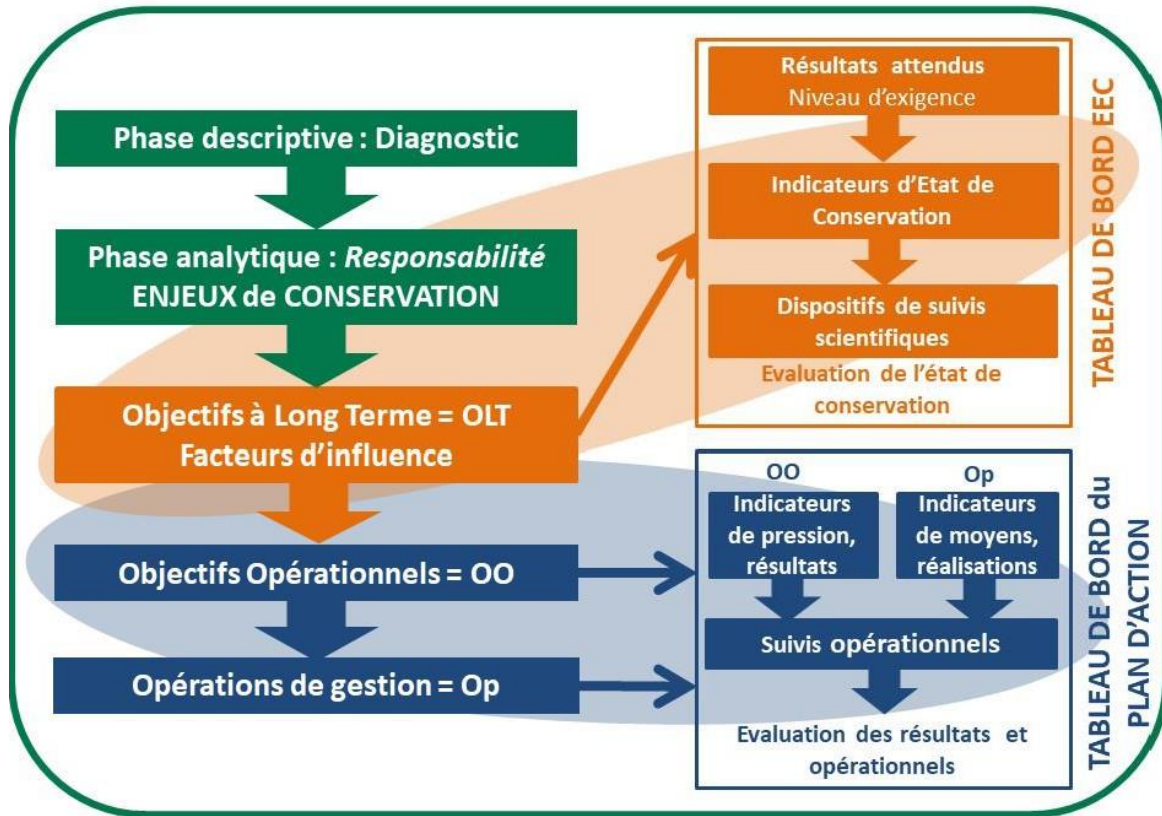 Phase descriptive : Diagnostic
Phase analytique : Responsabilité
ENJEUX de CONSERVATION
Objectifs à Long Terme = OLT
Facteurs d'influence
Objectifs Opérationnels = OO
Opérations de gestion = Op
Résultats attendus
Niveau d'exigence
Indicateurs d'Etat de
Conservation
Dispositifs de suivis
scientifiques
Evaluation de l'état de
conservation
TABLEAU DE BORD EEC
OO
Indicateurs
de pression,
résultats
Op
Indicateurs
de moyens,
réalisations
Suivis opérationnels
Evaluation des résultats et
opérationnels
TABLEAU DE BORD du
PLAN D'ACTION